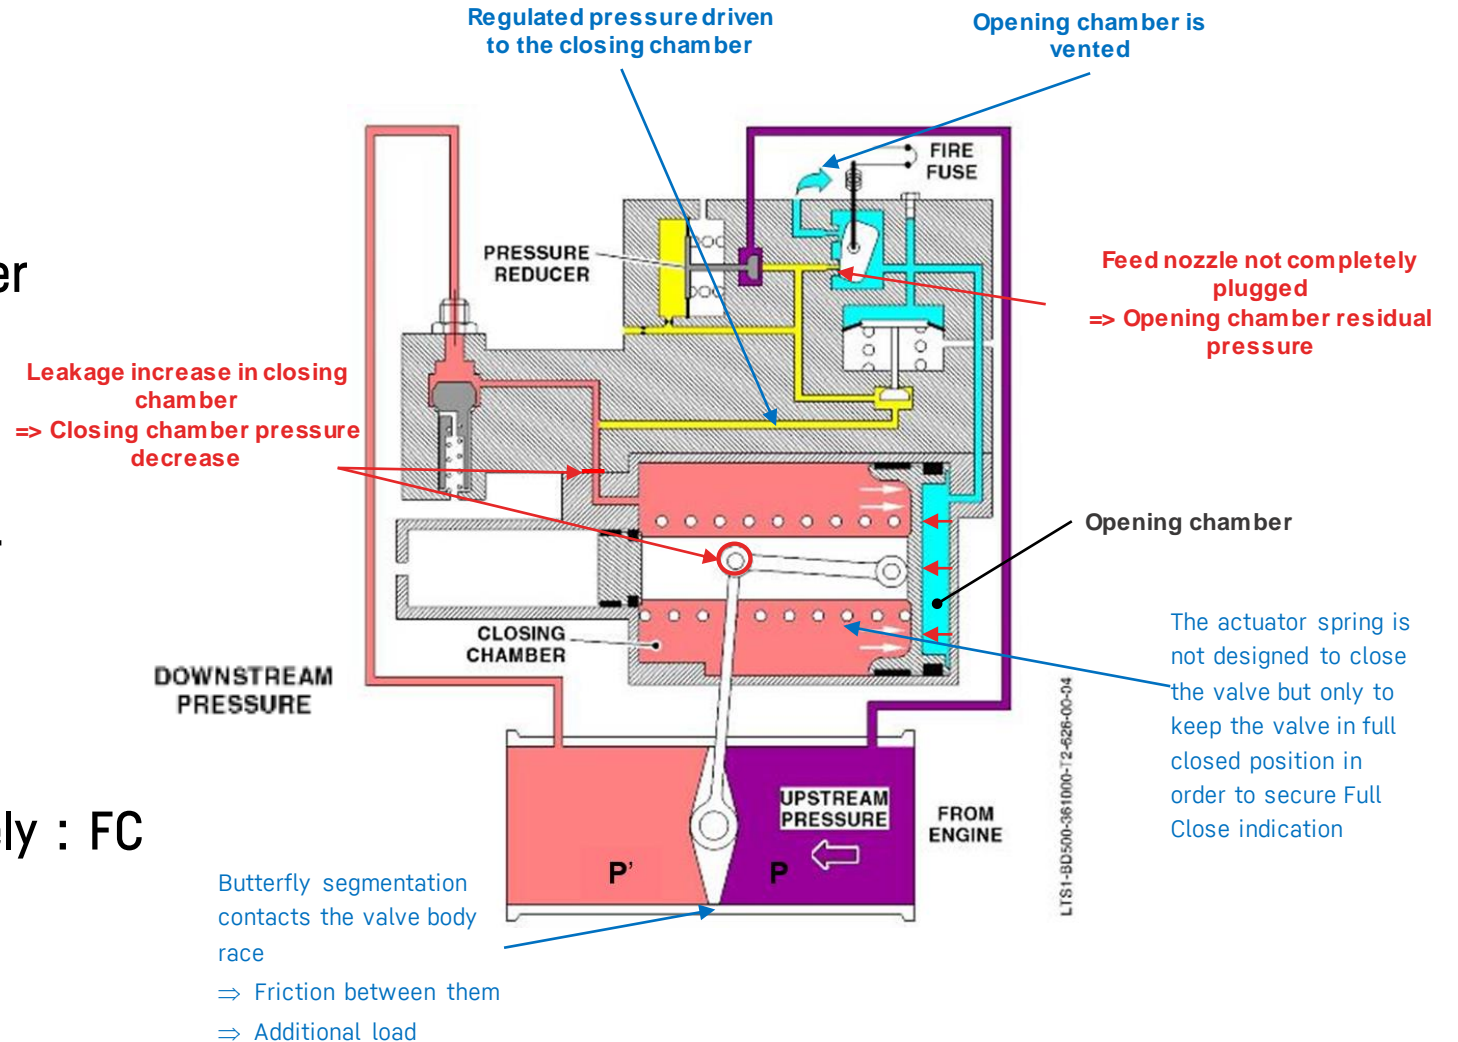 Regulated pressure driven
to the closing chamber
Opening chamber is
vented
FIRE
FUSE
PRESSURE
REDUCER
er
Feed nozzle not completely
plugged
=> Opening chamber residual
pressure
Leakage increase in closing
chamber
=> Closing chamber pressure
decrease
Opening chamber
The actuator spring is
not designed to close
the valve but only to
keep the valve in full
closed position in
order to secure Full
Close indication
CLOSING
CHAMBER
DOWNSTREAM
PRESSURE
LTS1-BD500-361000-T2-626-00-04
UPSTREAM
PRESSURE
FROM
ENGINE
P'
P
ely : FC
Butterfly segmentation
contacts the valve body
race
⇒ Friction between them
⇒ Additional load